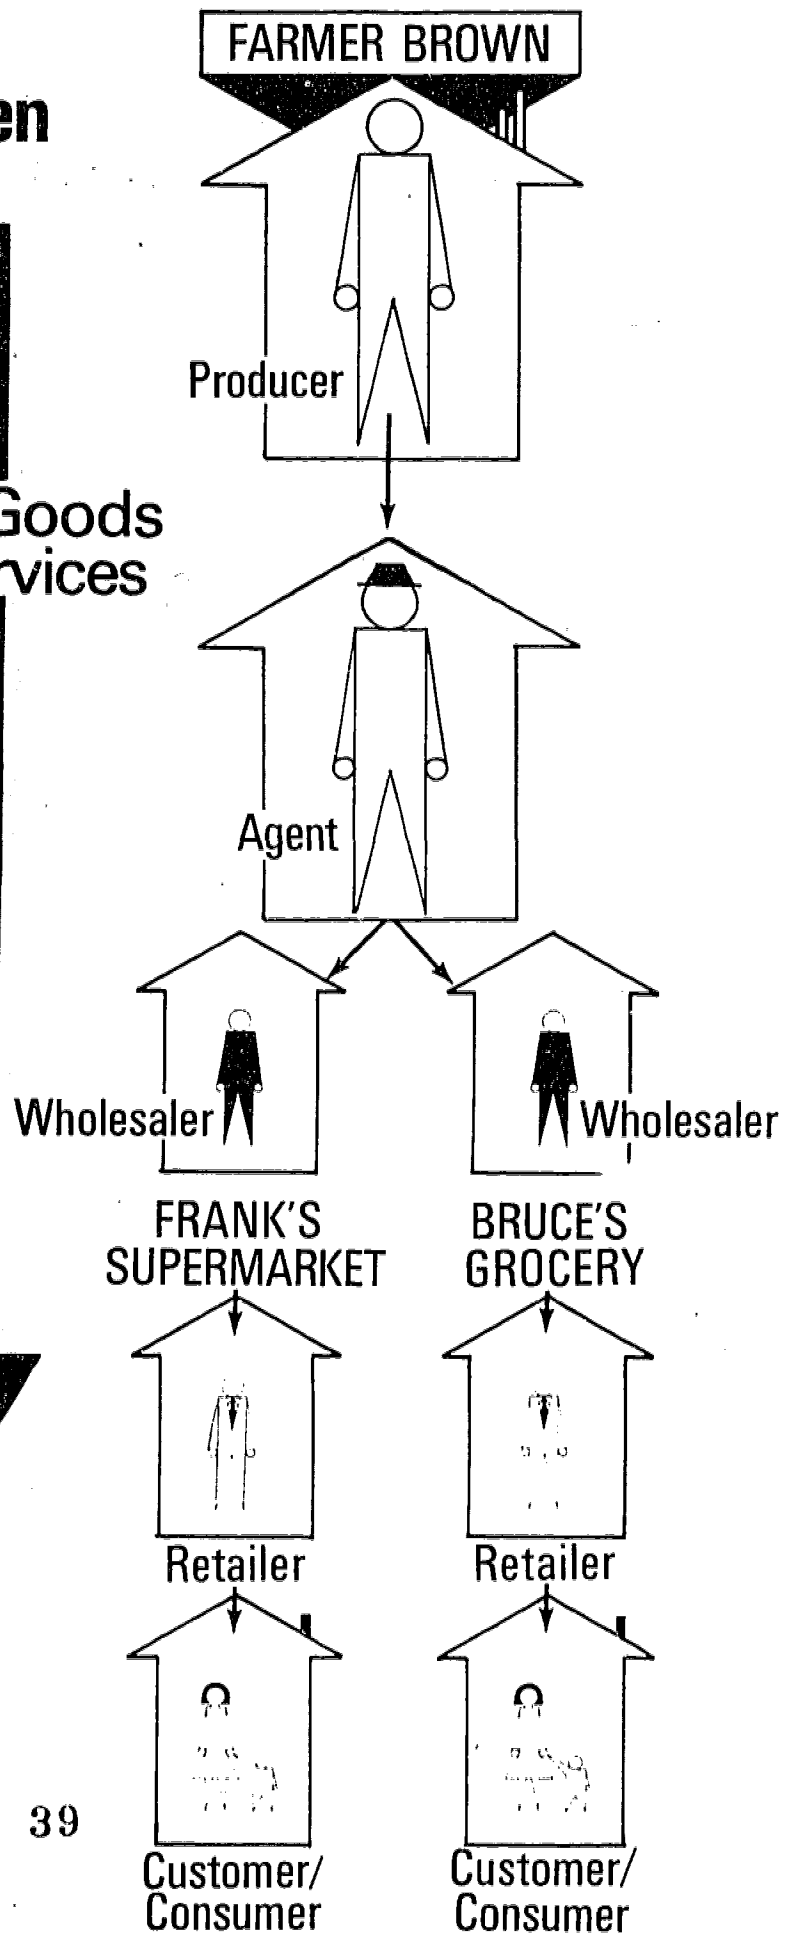 FARMER BROWN
en
Producer
Goods
rvices
Agent
Wholesaler
Wholesaler
FRANK'S
SUPERMARKET
BRUCE'S
GROCERY
Retailer
Retailer
39
Customer/
Consumer
Customer/
Consumer